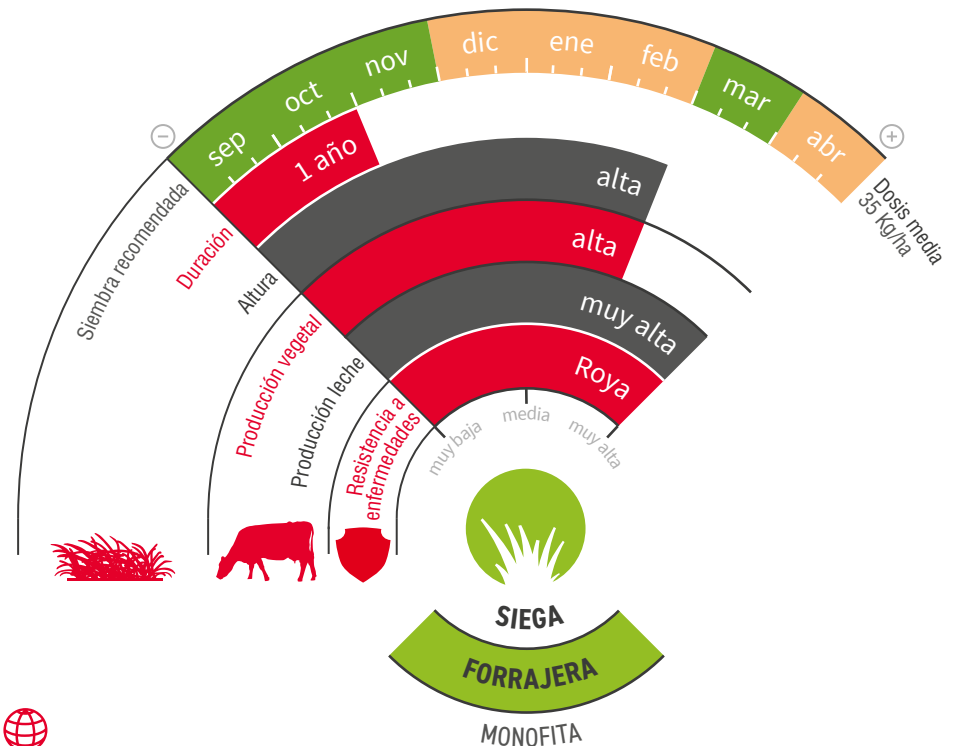 sep
oct
nov
dic
ene
feb
mar
abr
−
+
Dosis media
35 Kg/ha
Siembra recomendada
Duración
1 año
Altura
alta
Producción vegetal
alta
Producción leche
muy alta
Resistencia a
enfermedades
Roya
muy baja
media
muy alta
SIEGA
FORRAJERA
MONOFITA